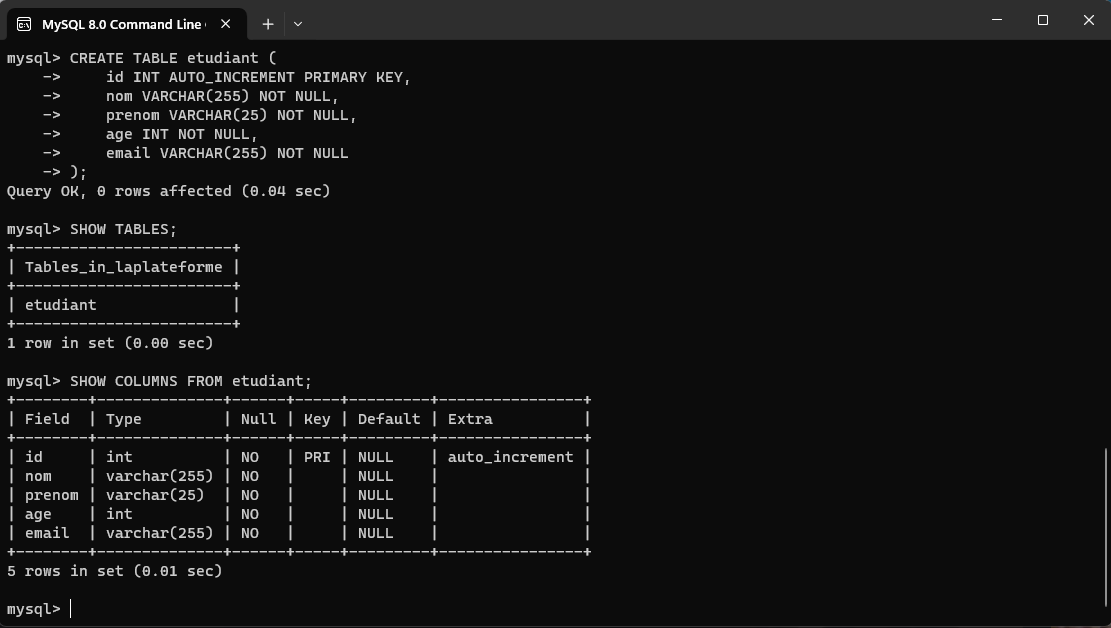 MySQL 8.0 Command Line
mysql> CREATE TABLE etudiant (
    ->     id INT AUTO_INCREMENT PRIMARY KEY,
    ->     nom VARCHAR(255) NOT NULL,
    ->     prenom VARCHAR(25) NOT NULL,
    ->     age INT NOT NULL,
    ->     email VARCHAR(255) NOT NULL
    -> );
Query OK, 0 rows affected (0.04 sec)
mysql> SHOW TABLES;
+------------------------+
| Tables_in_laplateforme |
+------------------------+
| etudiant               |
+------------------------+
1 row in set (0.00 sec)
mysql> SHOW COLUMNS FROM etudiant;
+--------+--------------+------+-----+---------+----------------+
| Field  | Type         | Null | Key | Default | Extra          |
+--------+--------------+------+-----+---------+----------------+
| id     | int          | NO   | PRI | NULL    | auto_increment |
| nom    | varchar(255) | NO   |     | NULL    |                |
| prenom | varchar(25)  | NO   |     | NULL    |                |
| age    | int          | NO   |     | NULL    |                |
| email  | varchar(255) | NO   |     | NULL    |                |
+--------+--------------+------+-----+---------+----------------+
5 rows in set (0.01 sec)
mysql>